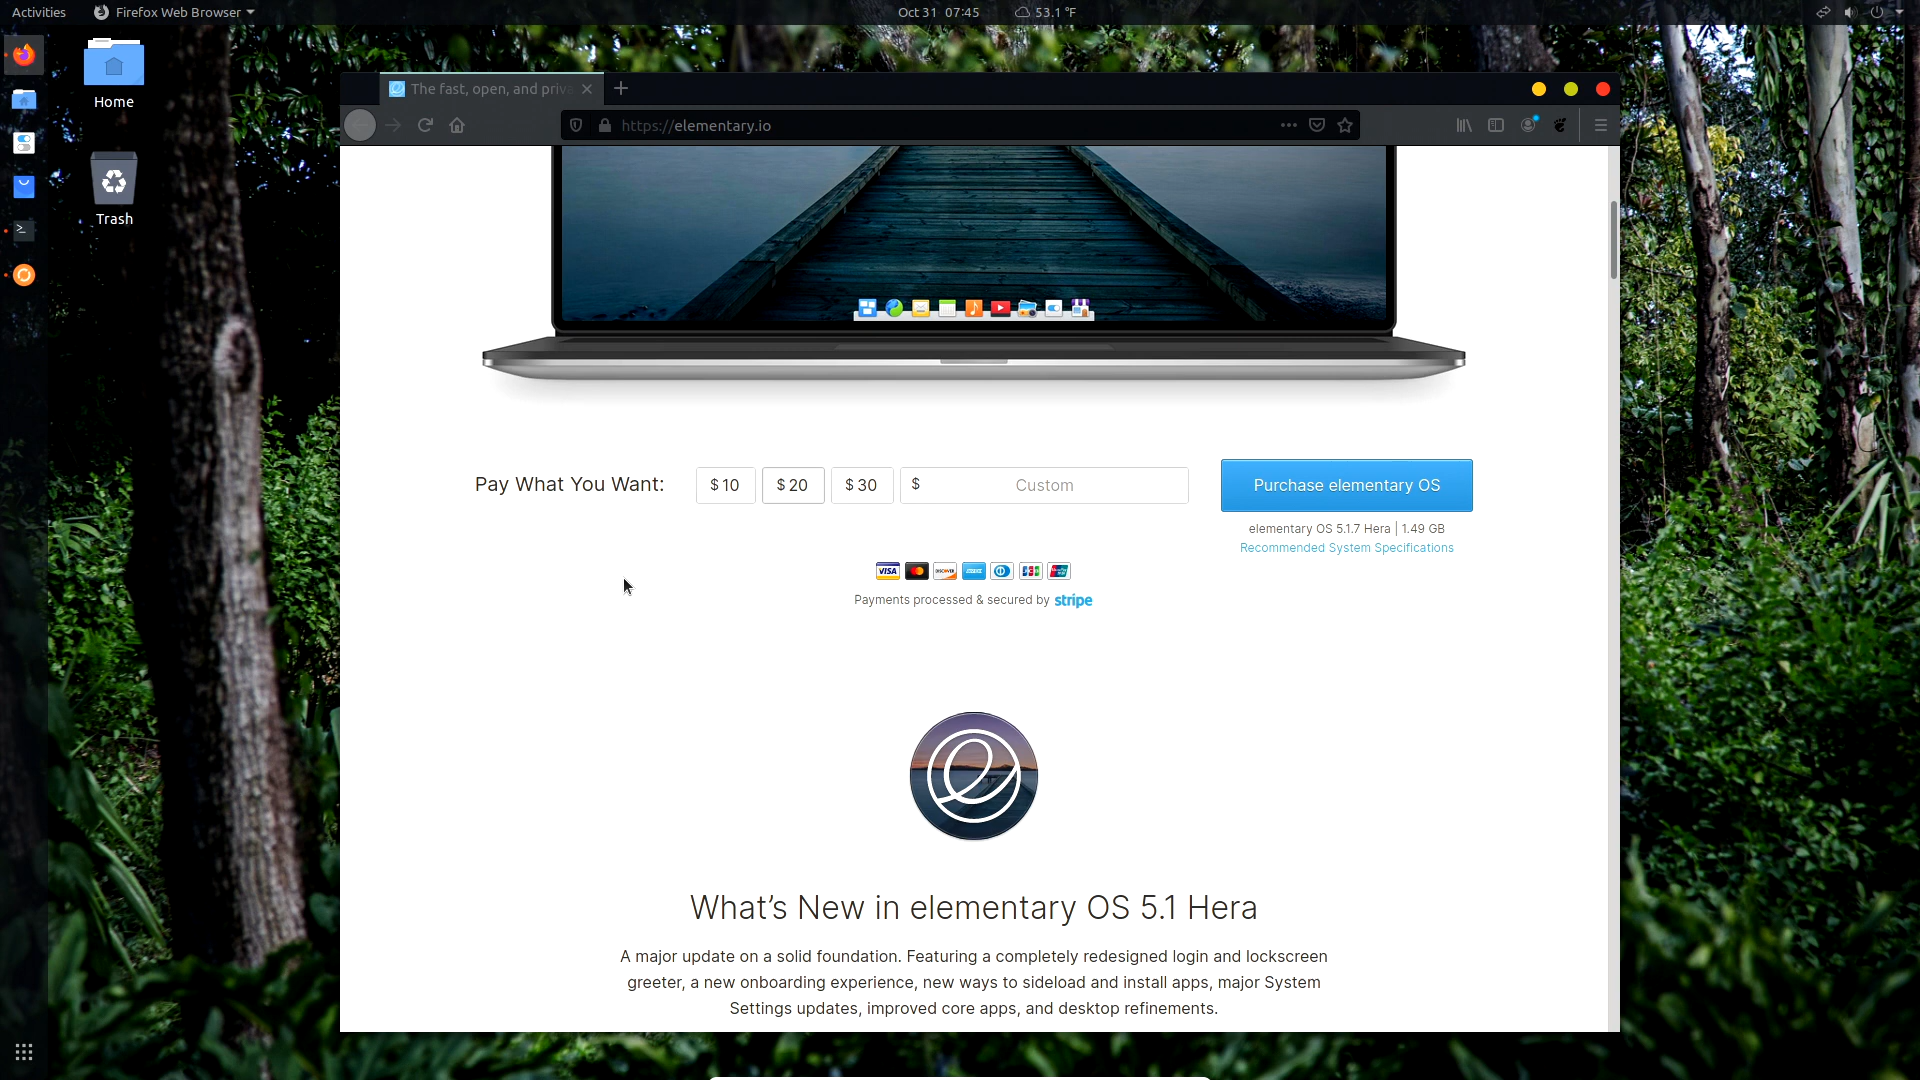 Activities
Firefox Web Browser
Oct 31 07:45
53.1 °F
Home
Trash
The fast, open, and priva
https://elementary.io
Pay What You Want:
$ 10
$ 20
$ 30
$ Custom
Purchase elementary OS
elementary OS 5.1.7 Hera | 1.49 GB
Recommended System Specifications
VISA
DISCOVER
JCB
Payments processed & secured by stripe
What's New in elementary OS 5.1 Hera
A major update on a solid foundation. Featuring a completely redesigned login and lockscreen
greeter, a new onboarding experience, new ways to sideload and install apps, major System
Settings updates, improved core apps, and desktop refinements.